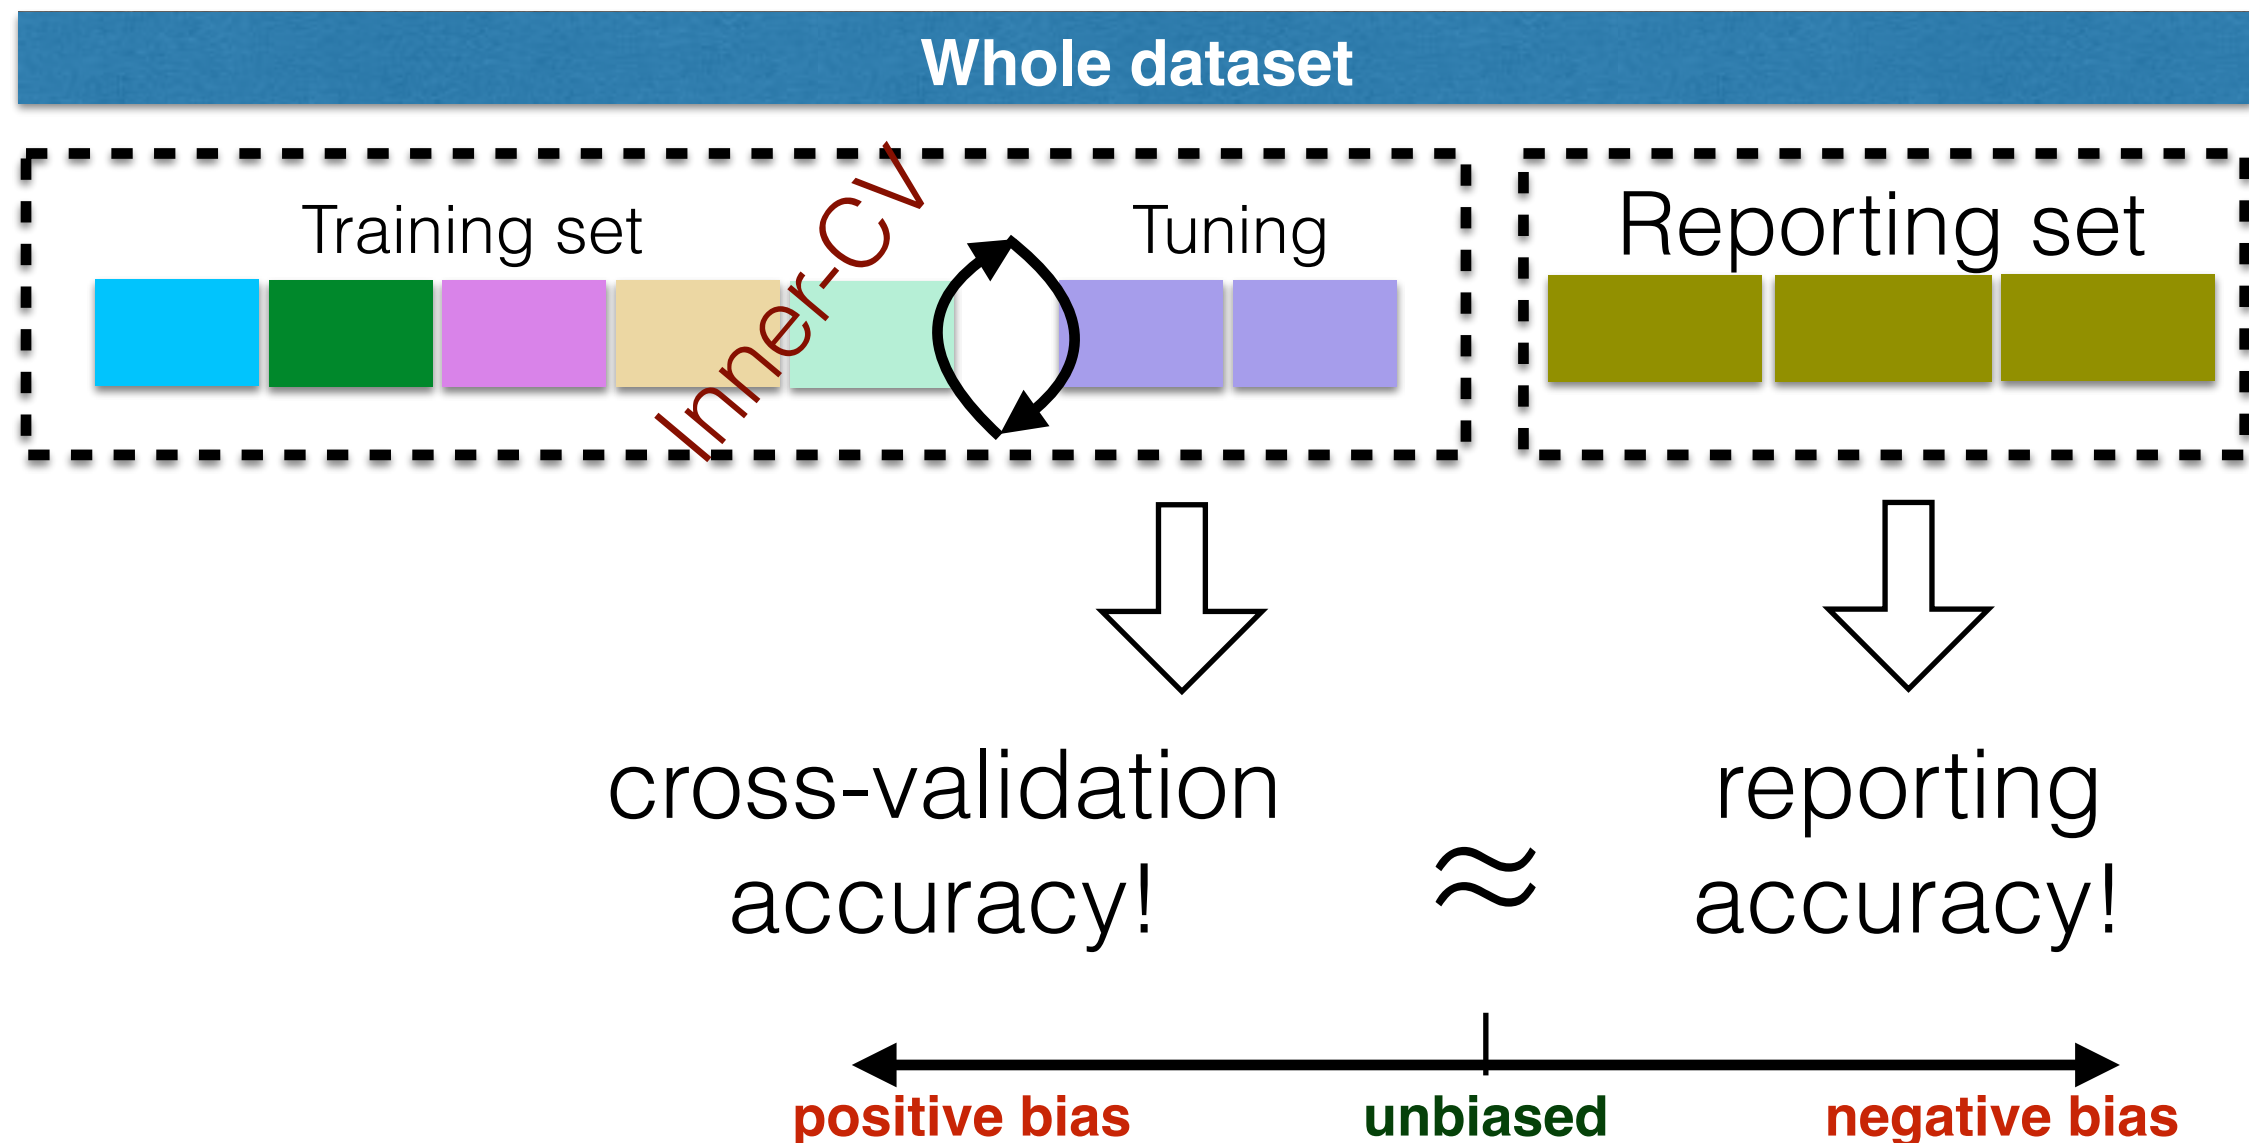 Whole dataset
Training set
Inner-CV
Tuning
Reporting set
cross-validation
accuracy!
≈
reporting
accuracy!
positive bias
unbiased
negative bias